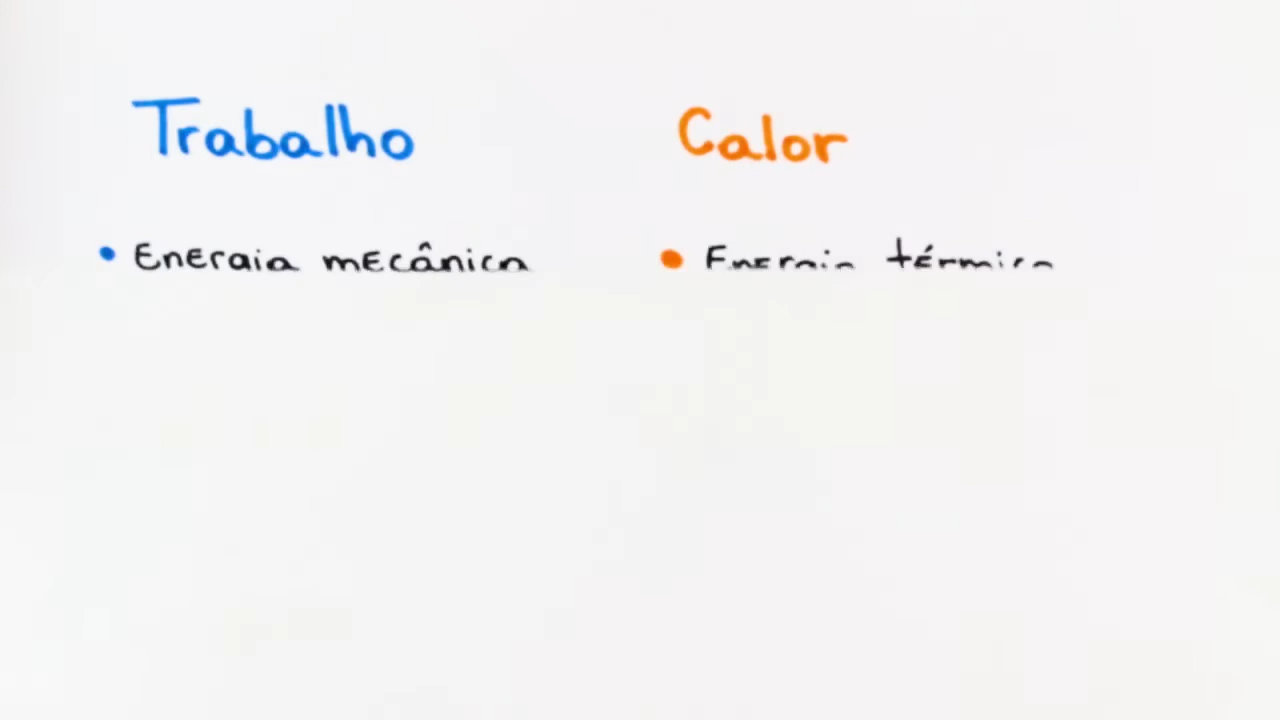 Trabalho
Calor
• Energia mecânica
• Energia térmica